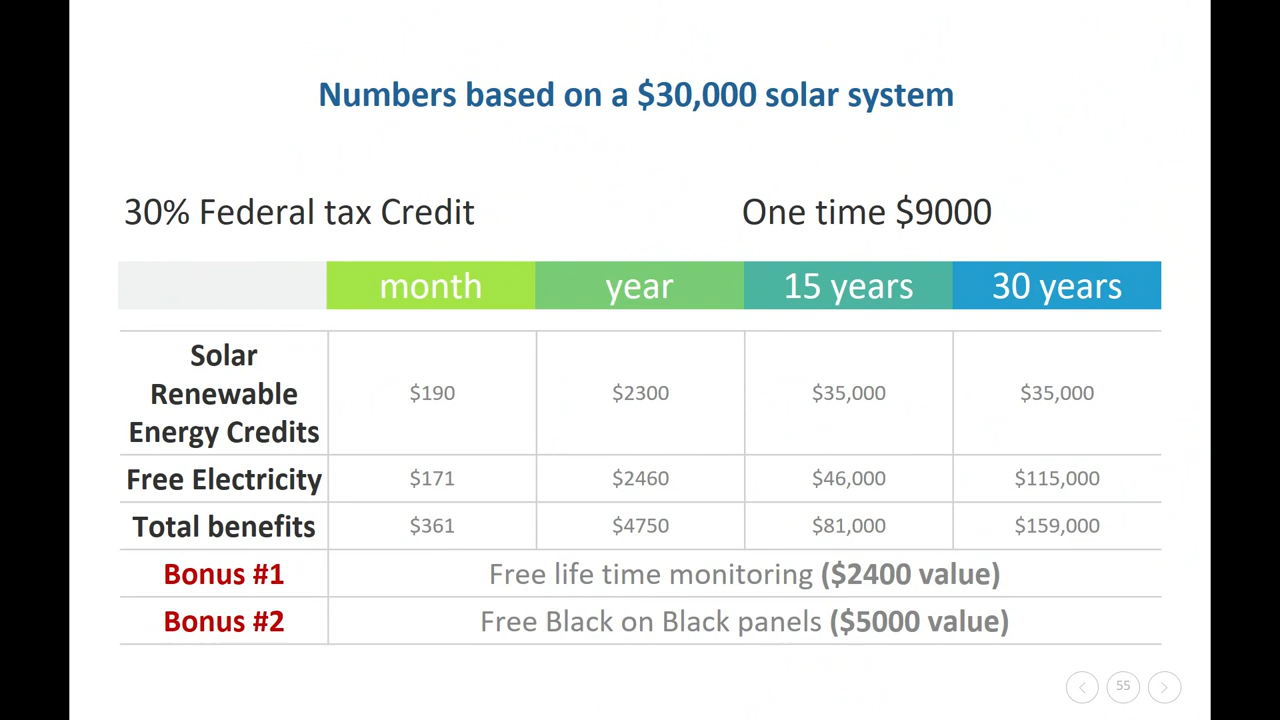 Numbers based on a $30,000 solar system
30% Federal tax Credit One time $9000
month year 15 years 30 years
Solar
Renewable
Energy Credits $190 $2300 $35,000 $35,000
Free Electricity $171 $2460 $46,000 $115,000
Total benefits $361 $4750 $81,000 $159,000
Bonus #1 Free life time monitoring ($2400 value)
Bonus #2 Free Black on Black panels ($5000 value)
55